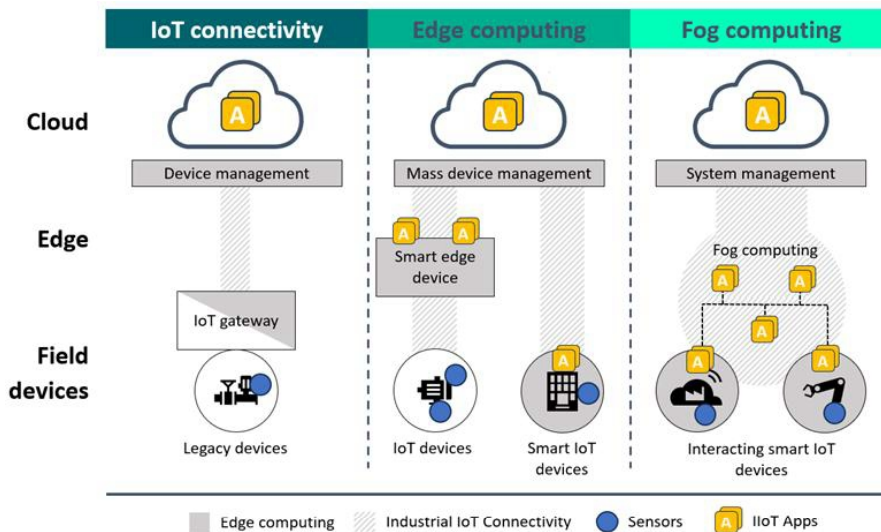 IoT connectivity
Edge computing
Fog computing
Cloud
A
A
A
Device management
Mass device management
System management
Edge
A
A
Smart edge
device
Fog computing
A
A
A
IoT gateway
Field
devices
A
A
A
Legacy devices
IoT devices
Smart IoT
devices
Interacting smart IoT
devices
Edge computing
Industrial IoT Connectivity
Sensors
A
IIoT Apps